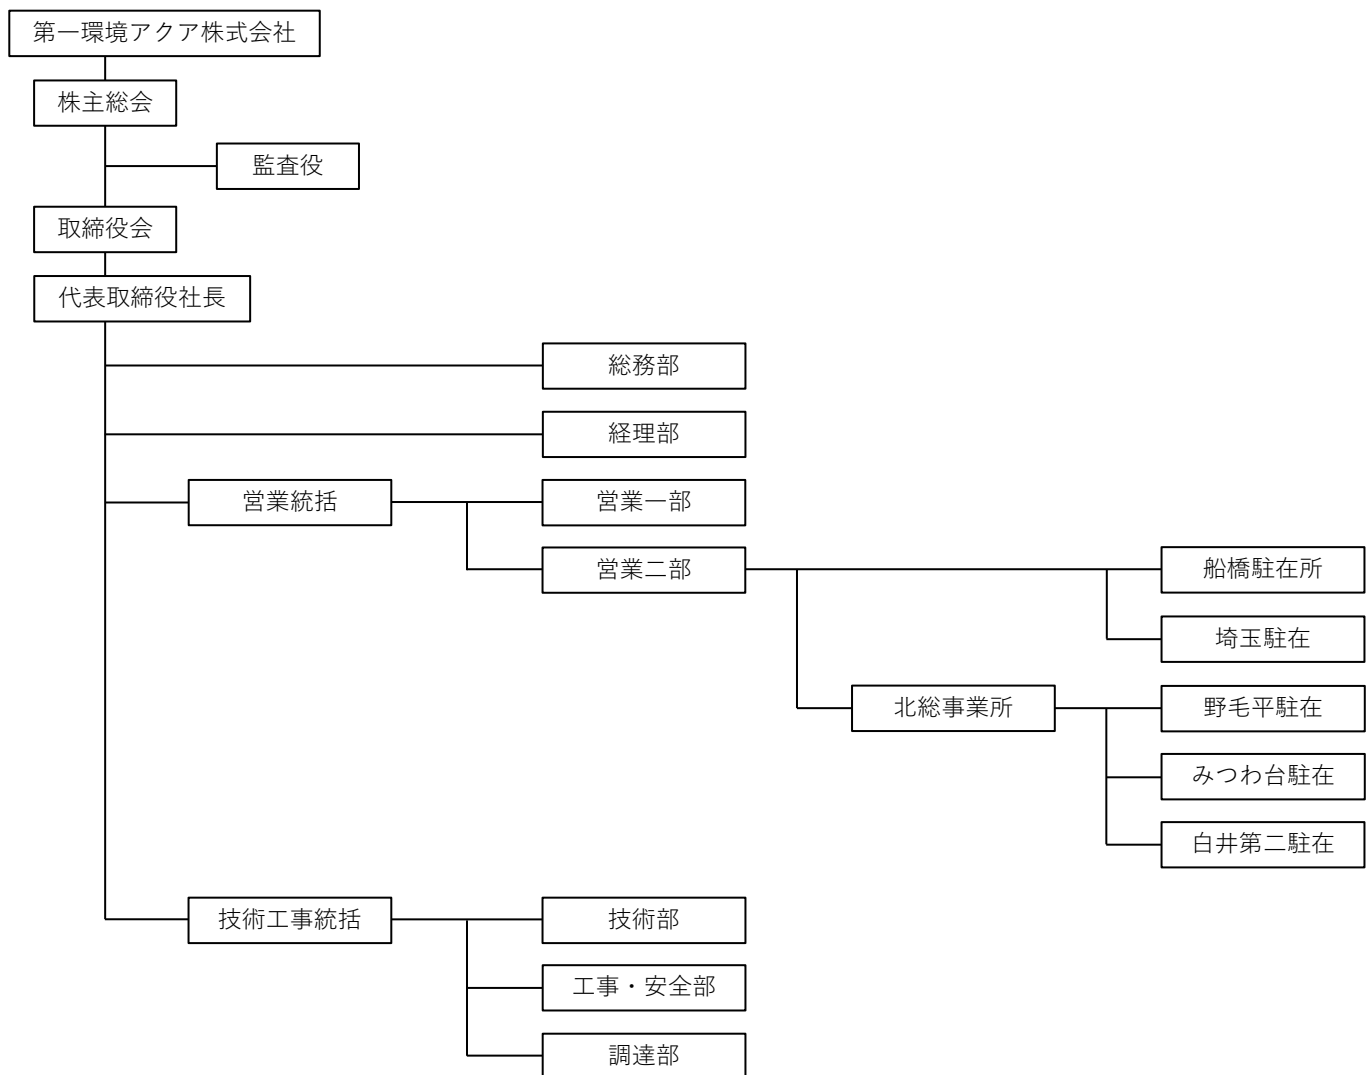 第一環境アクア株式会社
株主総会
監査役
取締役会
代表取締役社長
総務部
経理部
営業統括
営業一部
営業二部
船橋駐在所
埼玉駐在
北総事業所
野毛平駐在
みつわ台駐在
白井第二駐在
技術工事統括
技術部
工事・安全部
調達部